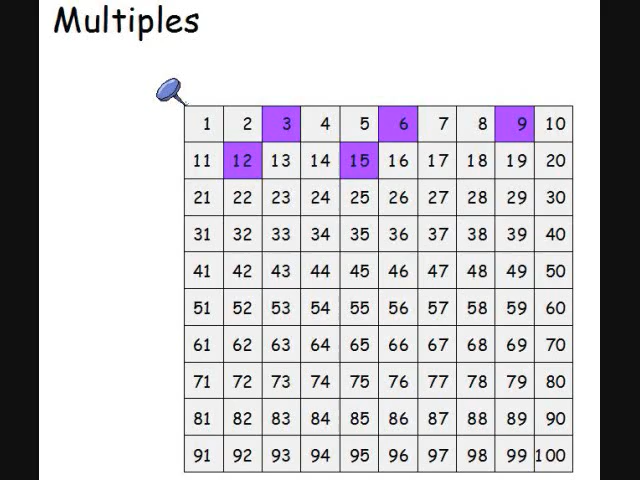 Multiples
1 2 3 4 5 6 7 8 9 10
11 12 13 14 15 16 17 18 19 20
21 22 23 24 25 26 27 28 29 30
31 32 33 34 35 36 37 38 39 40
41 42 43 44 45 46 47 48 49 50
51 52 53 54 55 56 57 58 59 60
61 62 63 64 65 66 67 68 69 70
71 72 73 74 75 76 77 78 79 80
81 82 83 84 85 86 87 88 89 90
91 92 93 94 95 96 97 98 99 100